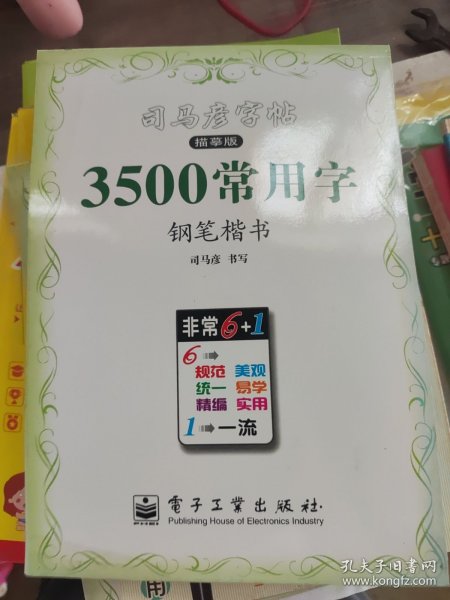 司马彦字帖
描摹版
3500常用字
钢笔楷书
司马彦 书写
非常6+1
6
规范 美观
统一 易学
精编 实用
1 一流
PHEI
電子工業出版社
Publishing House of Electronics Industry
用
孔夫子旧书网
www.kongfz.com